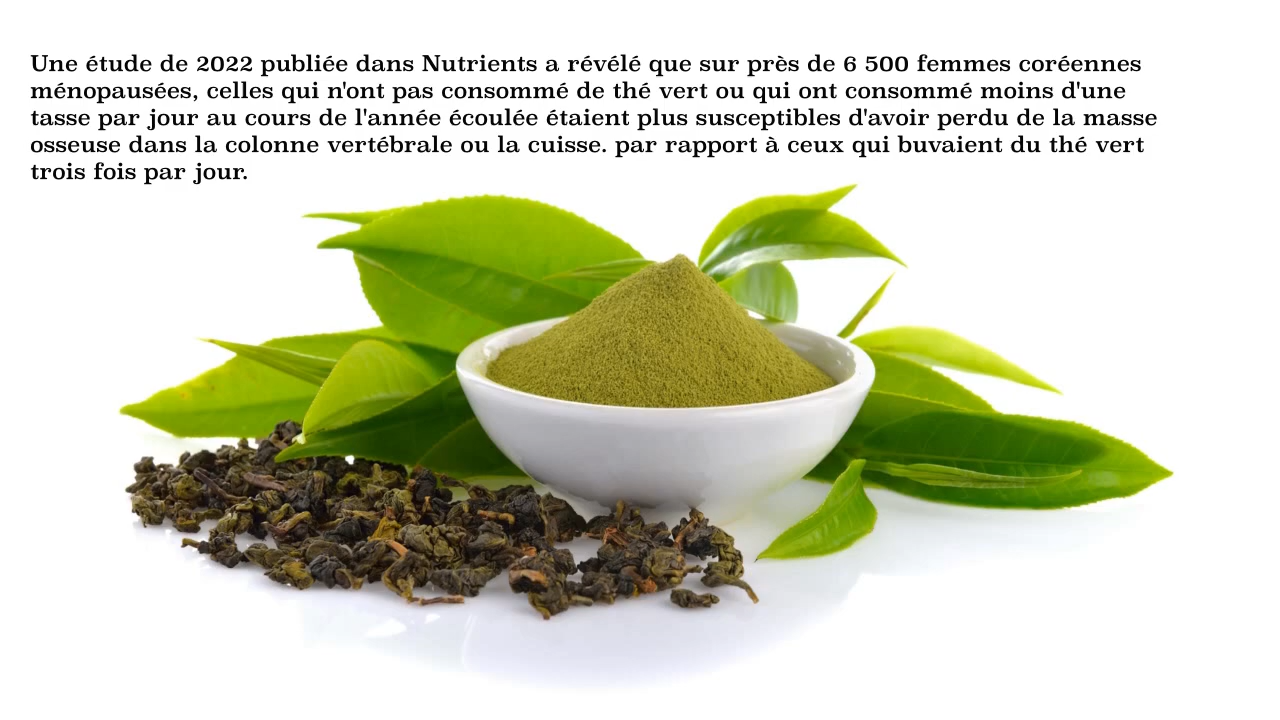 Une étude de 2022 publiée dans Nutrients a révélé que sur près de 6 500 femmes coréennes
ménopausées, celles qui n'ont pas consommé de thé vert ou qui ont consommé moins d'une
tasse par jour au cours de l'année écoulée étaient plus susceptibles d'avoir perdu de la masse
osseuse dans la colonne vertébrale ou la cuisse. par rapport à ceux qui buvaient du thé vert
trois fois par jour.